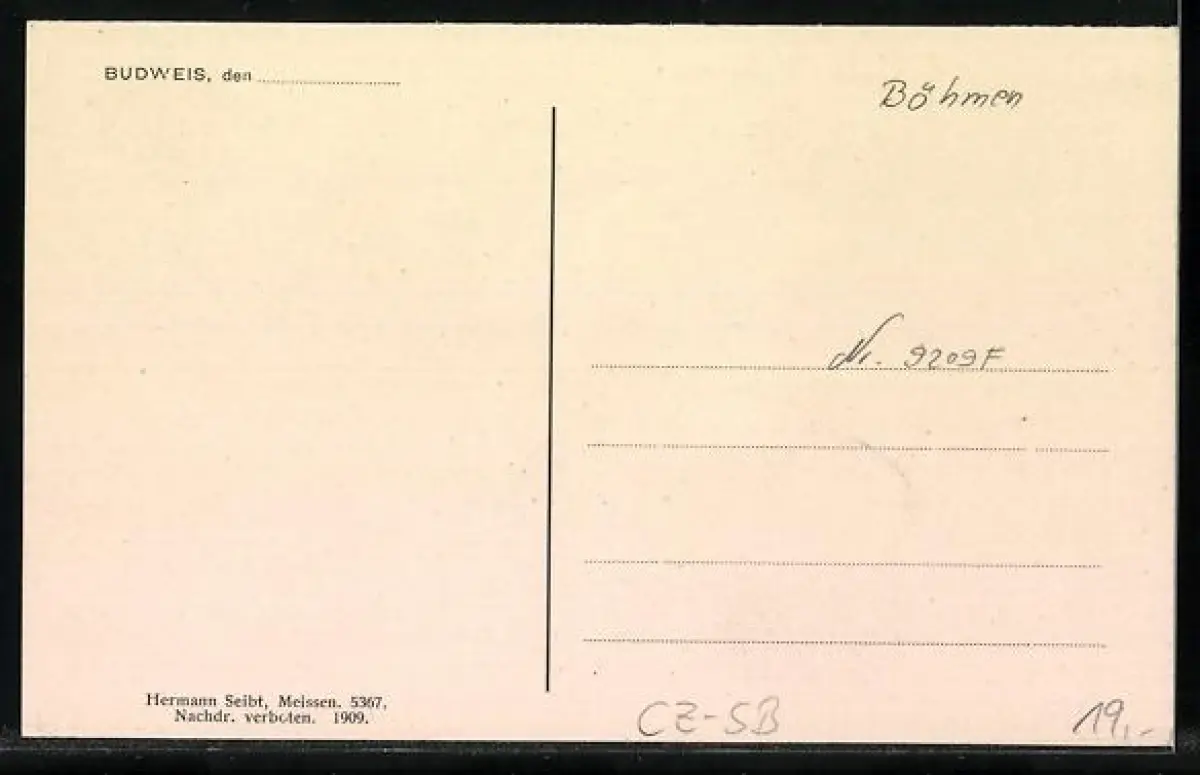 BUDWEIS, den
Böhmen
Nr. 9209F
Hermann Seibt, Meissen. 5367,
Nachdr. verboten. 1909.
CZ-SB
19,-